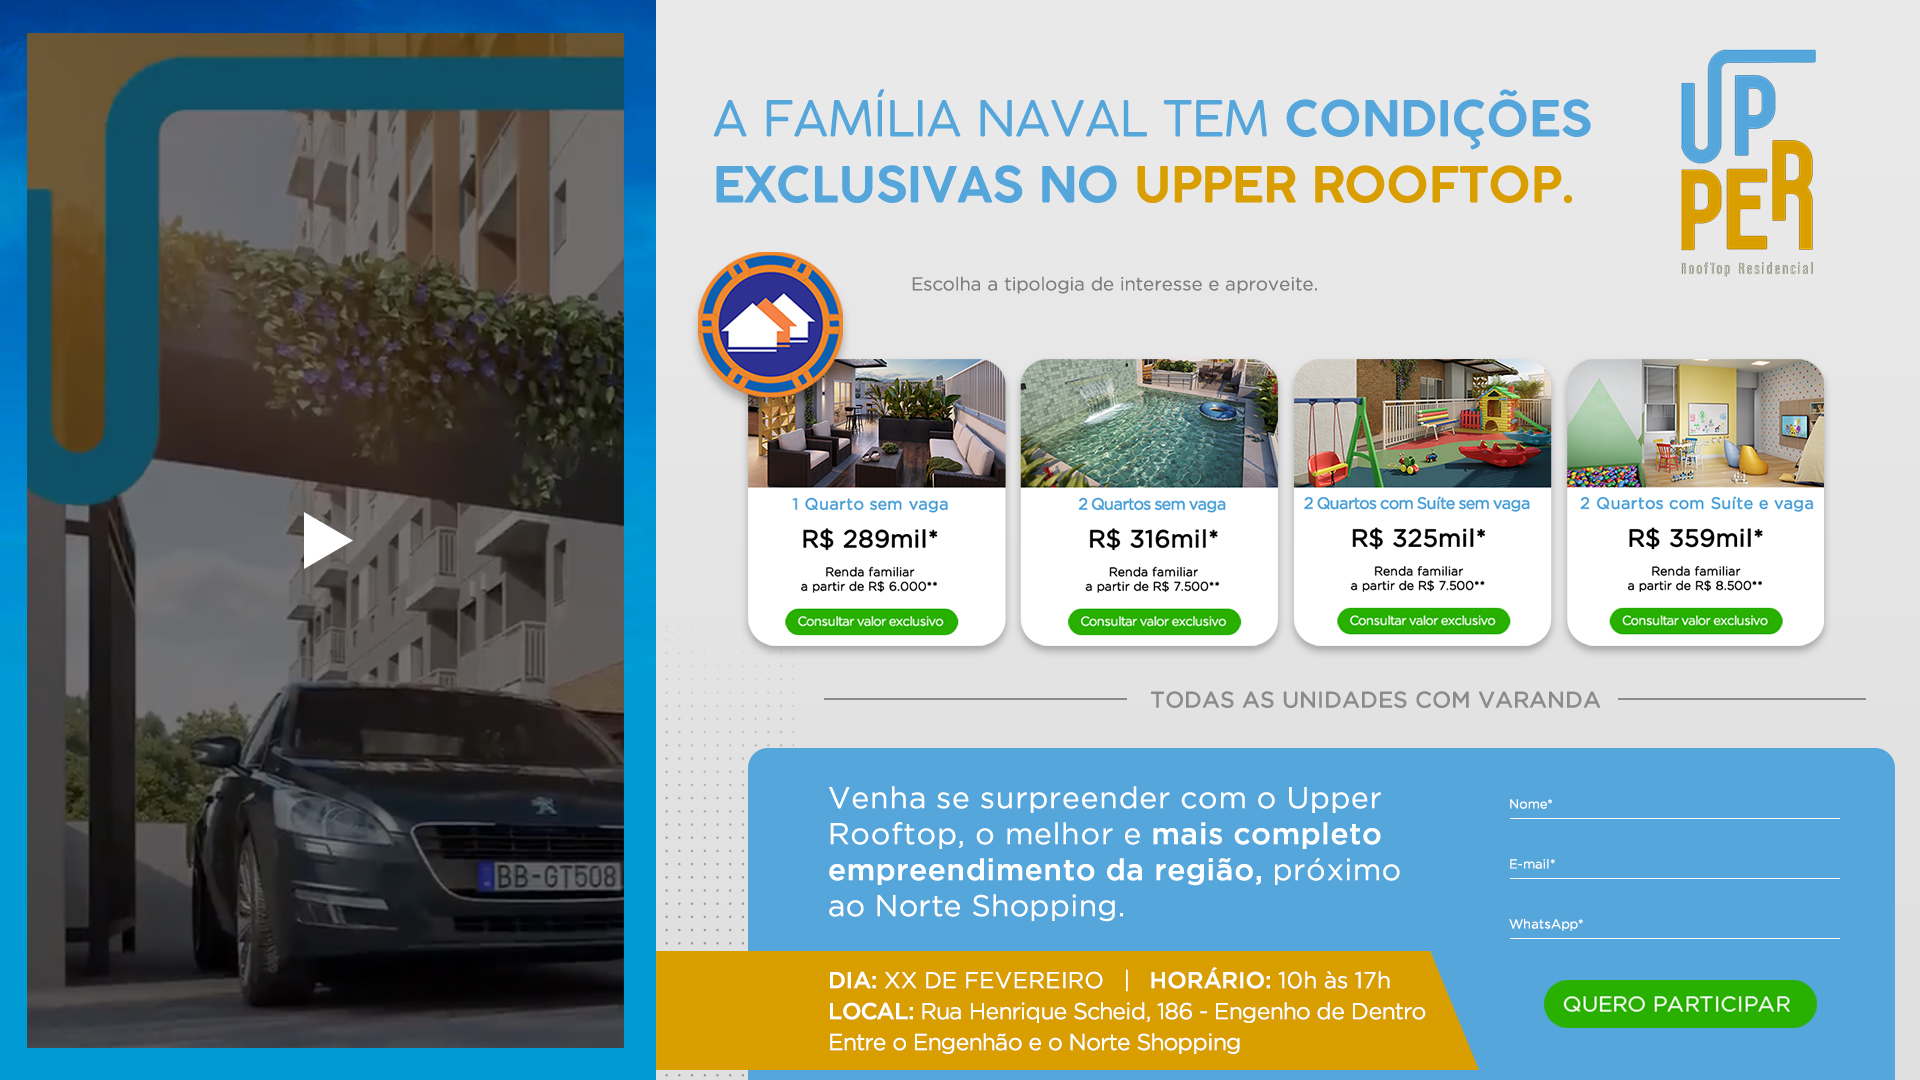 BB-GT508
A FAMÍLIA NAVAL TEM CONDIÇÕES
EXCLUSIVAS NO UPPER ROOFTOP.
UP
PER
RoofTop Residencial
Escolha a tipologia de interesse e aproveite.
1 Quarto sem vaga
R$ 289mil*
Renda familiar
a partir de R$ 6.000**
Consultar valor exclusivo
2 Quartos sem vaga
R$ 316mil*
Renda familiar
a partir de R$ 7.500**
Consultar valor exclusivo
2 Quartos com Suíte sem vaga
R$ 325mil*
Renda familiar
a partir de R$ 7.500**
Consultar valor exclusivo
2 Quartos com Suíte e vaga
R$ 359mil*
Renda familiar
a partir de R$ 8.500**
Consultar valor exclusivo
TODAS AS UNIDADES COM VARANDA
Venha se surpreender com o Upper
Rooftop, o melhor e mais completo
empreendimento da região, próximo
ao Norte Shopping.
DIA: XX DE FEVEREIRO | HORÁRIO: 10h às 17h
LOCAL: Rua Henrique Scheid, 186 - Engenho de Dentro
Entre o Engenhão e o Norte Shopping
Nome*
E-mail*
WhatsApp*
QUERO PARTICIPAR